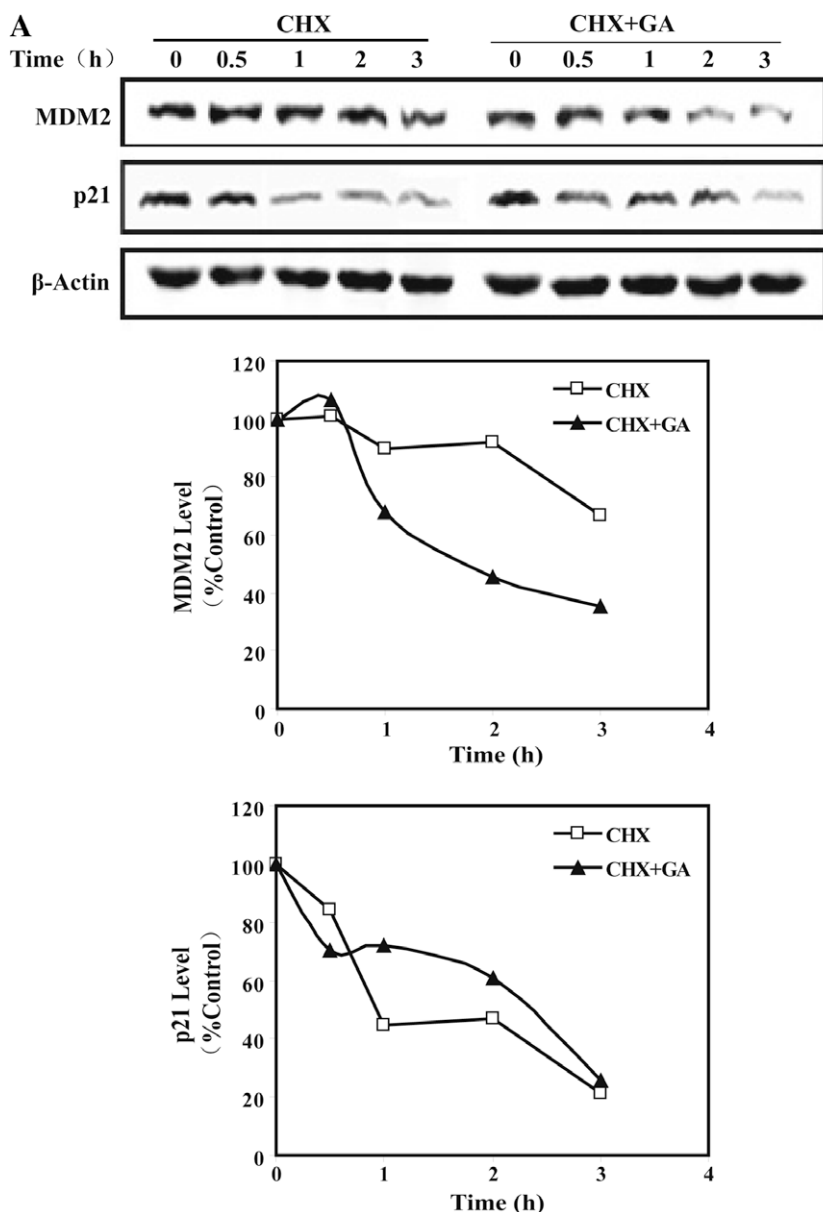 A
CHX CHX+GA
Time（h） 0 0.5 1 2 3 0 0.5 1 2 3
MDM2
p21
β-Actin
120
100
80
60
40
20
0
MDM2 Level
（%Control）
CHX
CHX+GA
0 1 2 3 4
Time (h)
120
100
80
60
40
20
0
p21 Level
（%Control）
CHX
CHX+GA
0 1 2 3 4
Time (h)